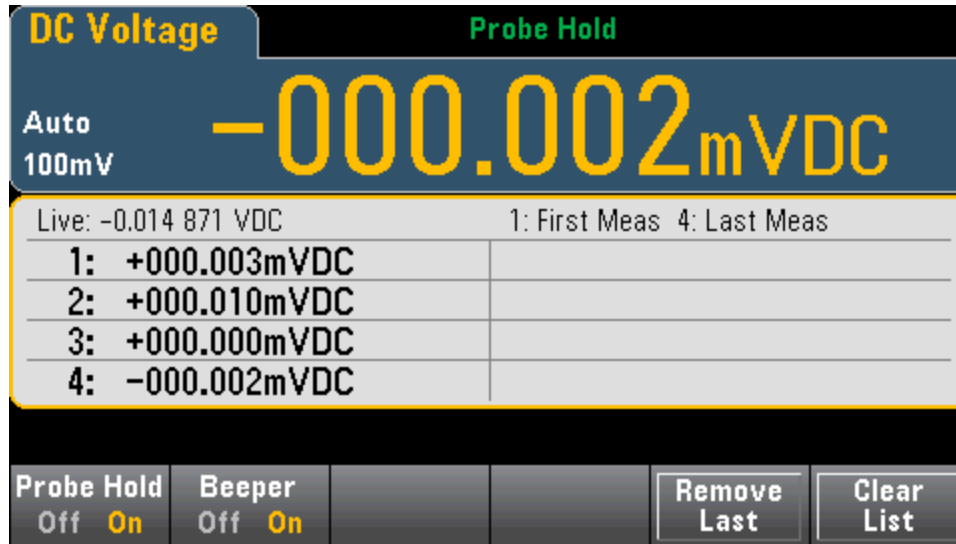 DC Voltage
Probe Hold
Auto
100mV
-000.002mVDC
Live: -0.014 871 VDC
1: First Meas 4: Last Meas
1: +000.003mVDC
2: +000.010mVDC
3: +000.000mVDC
4: -000.002mVDC
Probe Hold
Off On
Beeper
Off On
Remove
Last
Clear
List